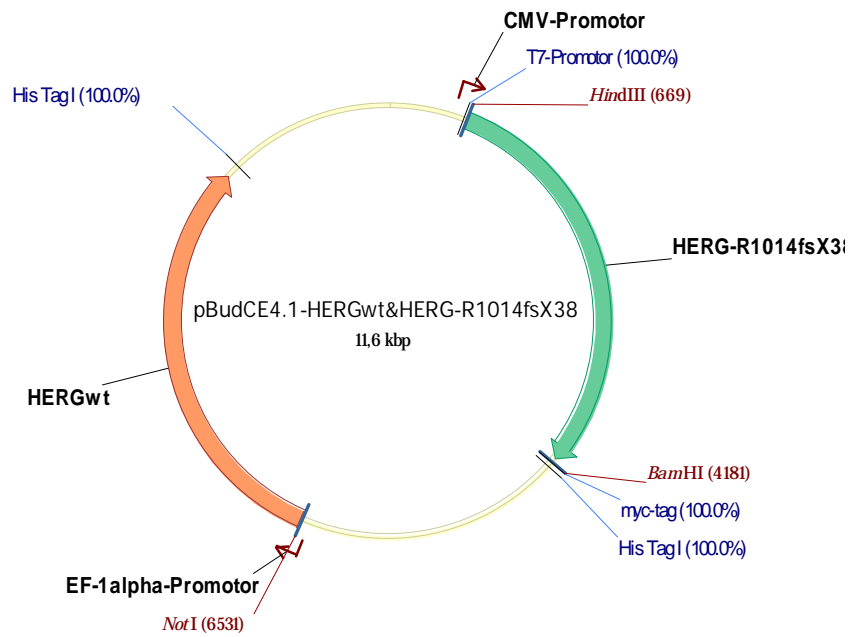 CMV-Promotor
T7-Promotor (100.0%)
HindIII (669)
His Tag I (100.0%)
HERG-R1014fsX38
pBudCE4.1-HERGwt&HERG-R1014fsX38
11,6 kbp
HERGwt
BamHI (4181)
myc-tag (100.0%)
His Tag I (100.0%)
EF-1alpha-Promotor
NotI (6531)